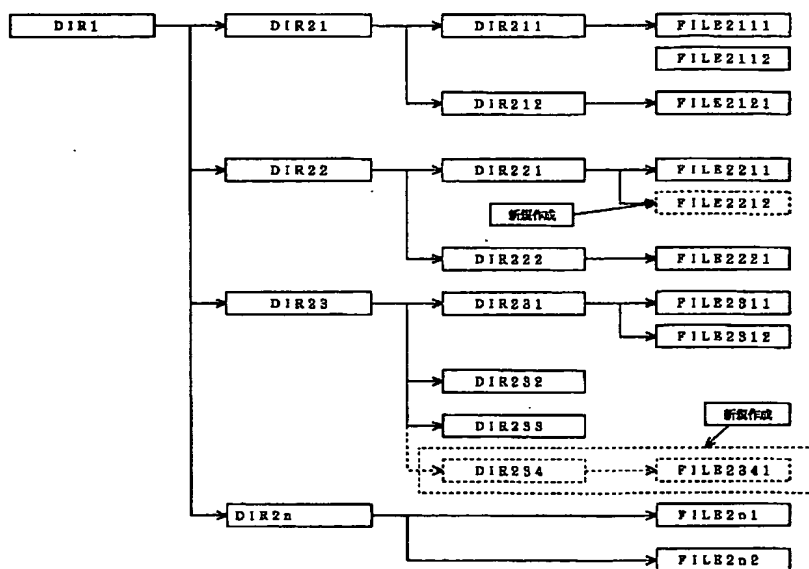 DIR1
DIR21
DIR211
FILE2111
FILE2112
DIR212
FILE2121
DIR22
DIR221
FILE2211
FILE2212
新規作成
DIR222
FILE2221
DIR23
DIR231
FILE2311
FILE2312
DIR232
DIR233
新規作成
DIR234
FILE2341
DIR2n
FILE2n1
FILE2n2